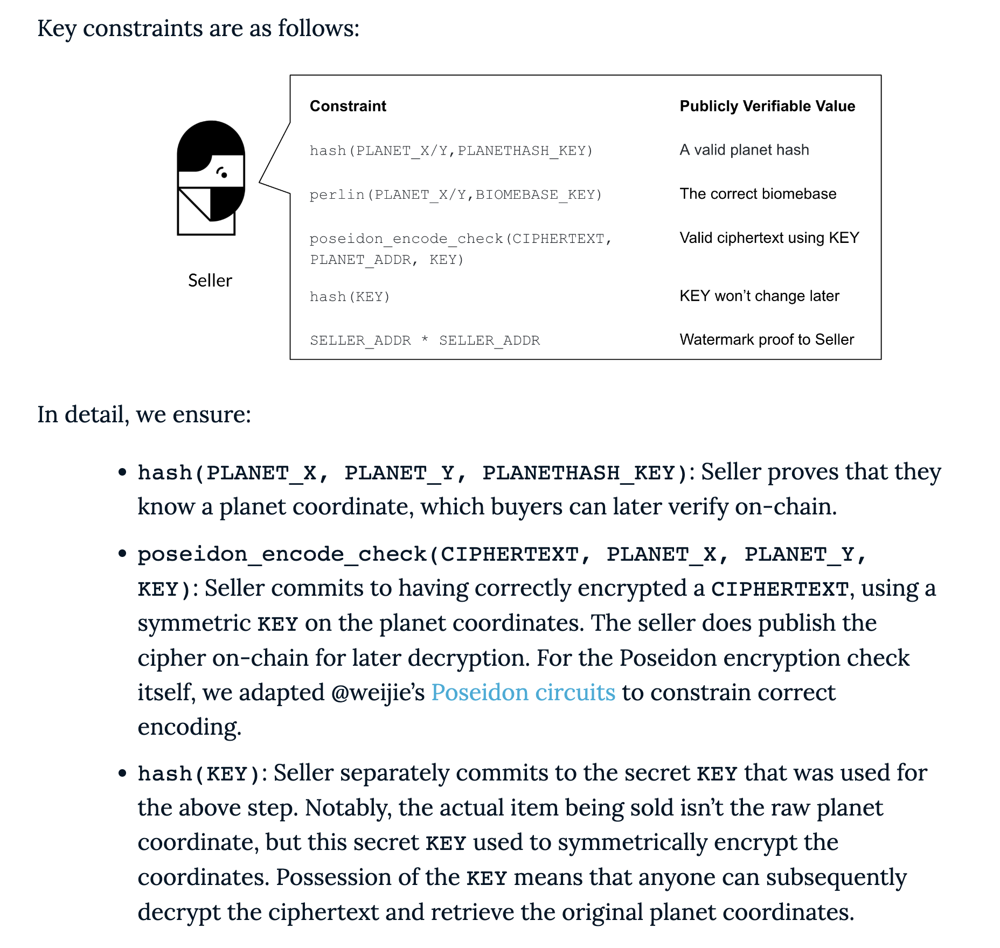 Key constraints are as follows:
Constraint Publicly Verifiable Value
hash(PLANET_X/Y,PLANETHASH_KEY) A valid planet hash
perlin(PLANET_X/Y,BIOMEBASE_KEY) The correct biomebase
poseidon_encode_check(CIPHERTEXT, Valid ciphertext using KEY
PLANET_ADDR, KEY)
hash(KEY) KEY won’t change later
SELLER_ADDR * SELLER_ADDR Watermark proof to Seller
Seller
In detail, we ensure:
• hash(PLANET_X, PLANET_Y, PLANETHASH_KEY): Seller proves that they
know a planet coordinate, which buyers can later verify on-chain.
• poseidon_encode_check(CIPHERTEXT, PLANET_X, PLANET_Y,
KEY): Seller commits to having correctly encrypted a CIPHERTEXT, using a
symmetric KEY on the planet coordinates. The seller does publish the
cipher on-chain for later decryption. For the Poseidon encryption check
itself, we adapted @weijie’s Poseidon circuits to constrain correct
encoding.
• hash(KEY): Seller separately commits to the secret KEY that was used for
the above step. Notably, the actual item being sold isn’t the raw planet
coordinate, but this secret KEY used to symmetrically encrypt the
coordinates. Possession of the KEY means that anyone can subsequently
decrypt the ciphertext and retrieve the original planet coordinates.